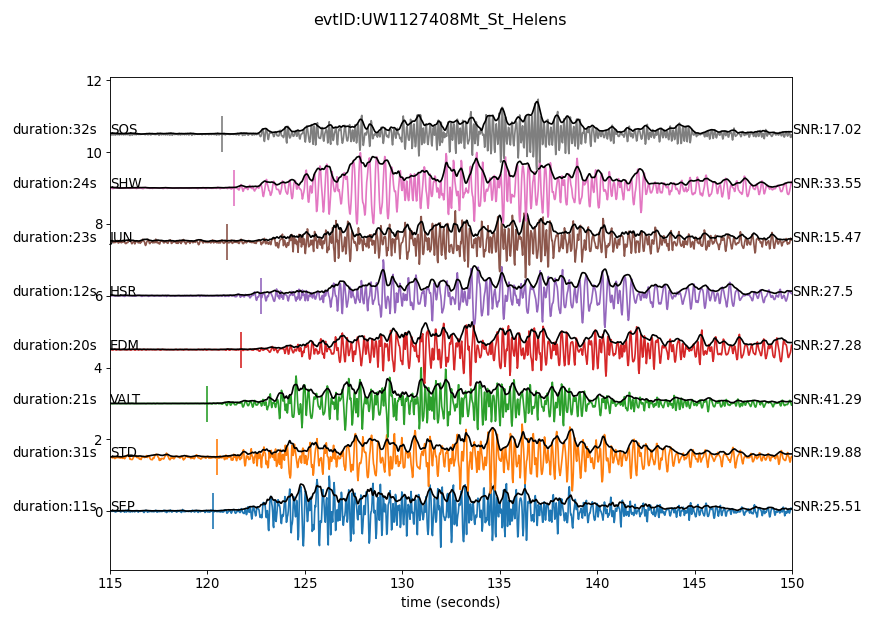 evtID:UW1127408Mt_St_Helens
12
duration:32s SOS SNR:17.02
10
duration:24s SHW SNR:33.55
8
duration:23s JUN SNR:15.47
duration:12s HSR SNR:27.5
6
duration:20s EDM SNR:27.28
4
duration:21s VALT SNR:41.29
2
duration:31s STD SNR:19.88
duration:11s SEP SNR:25.51
0
115 120 125 130 135 140 145 150
time (seconds)